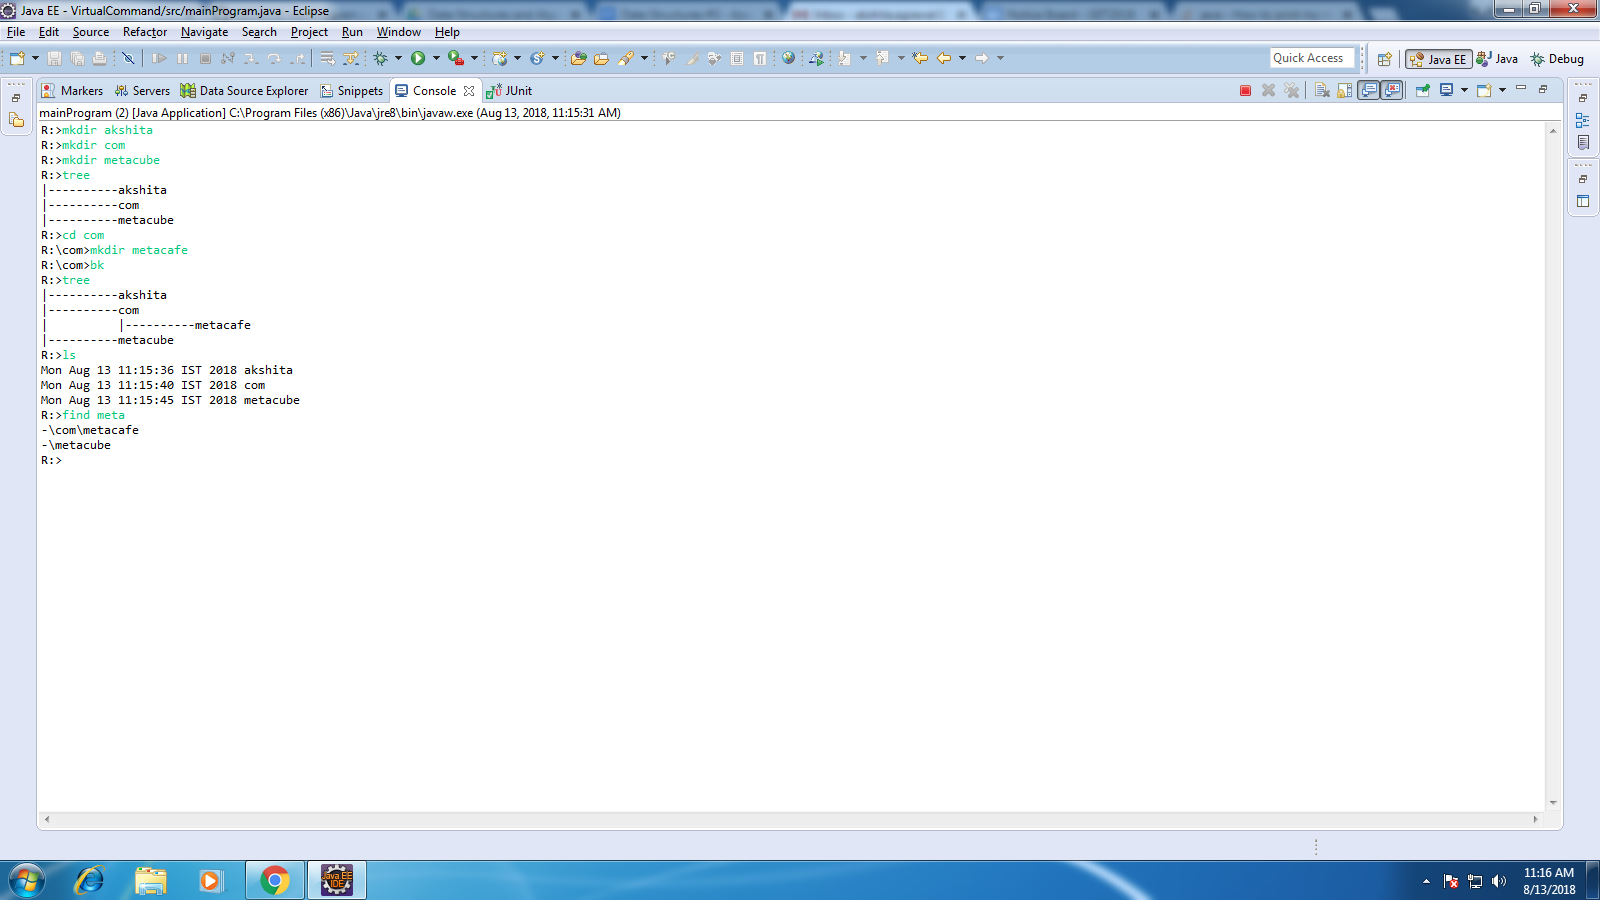 Java EE - VirtualCommand/src/mainProgram.java - Eclipse
File Edit Source Refactor Navigate Search Project Run Window Help
Quick Access Java EE Java Debug
Markers Servers Data Source Explorer Snippets Console JUnit
mainProgram (2) [Java Application] C:\Program Files (x86)\Java\jre8\bin\javaw.exe (Aug 13, 2018, 11:15:31 AM)
R:>mkdir akshita
R:>mkdir com
R:>mkdir metacube
R:>tree
|----------akshita
|----------com
|----------metacube
R:>cd com
R:\com>mkdir metacafe
R:\com>bk
R:>tree
|----------akshita
|----------com
|          |----------metacafe
|----------metacube
R:>ls
Mon Aug 13 11:15:36 IST 2018 akshita
Mon Aug 13 11:15:40 IST 2018 com
Mon Aug 13 11:15:45 IST 2018 metacube
R:>find meta
-\com\metacafe
-\metacube
R:>
Java EE
IDE
11:16 AM
8/13/2018